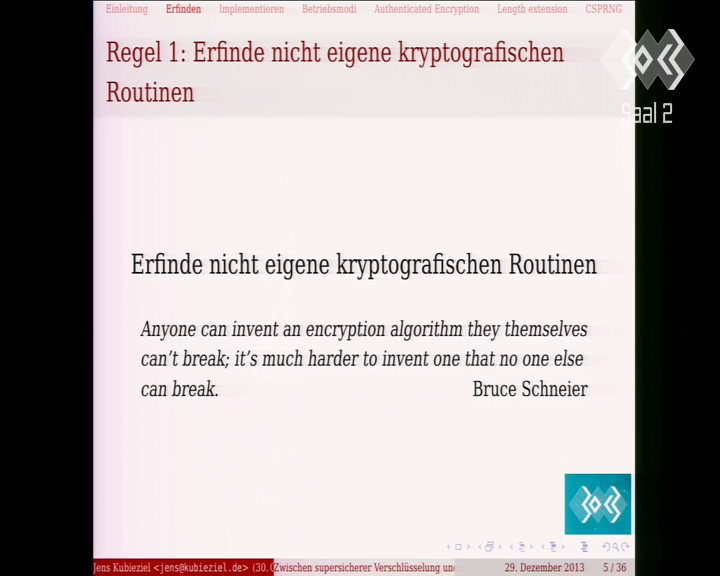 Einleitung Erfinden Implementieren Betriebsmodi Authenticated Encryption Length extension CSPRNG
Regel 1: Erfinde nicht eigene kryptografischen
Routinen
Saal 2
Erfinde nicht eigene kryptografischen Routinen
Anyone can invent an encryption algorithm they themselves
can't break; it's much harder to invent one that no one else
can break. Bruce Schneier
Jens Kubieziel <jens@kubieziel.de> (30. Zwischen supersicherer Verschlüsselung 29. Dezember 2013 5 / 36